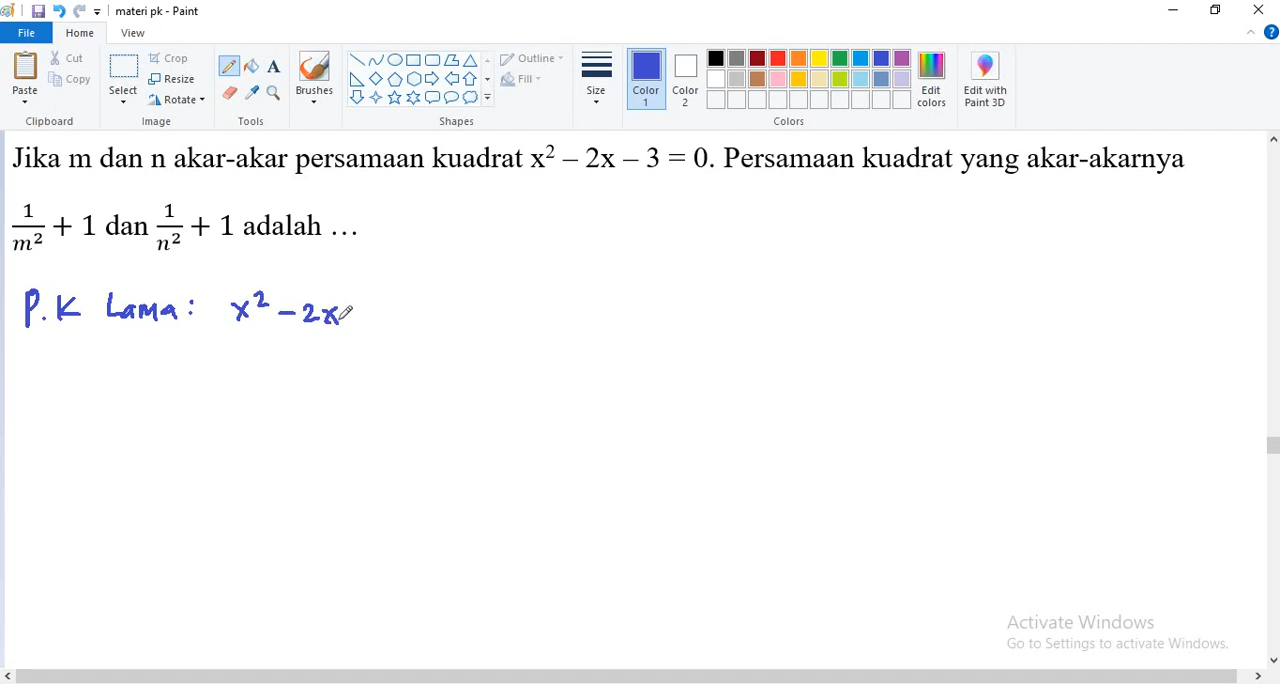 materi pk - Paint
File Home View
Paste Cut Copy Select Crop Resize Rotate A Brushes Outline Fill Size Color 1 Color 2 Edit colors Edit with Paint 3D
Clipboard Image Tools Shapes Colors
Jika m dan n akar-akar persamaan kuadrat x² – 2x – 3 = 0. Persamaan kuadrat yang akar-akarnya
1/m² + 1 dan 1/n² + 1 adalah …
P.K Lama: x² - 2x
Activate Windows
Go to Settings to activate Windows.